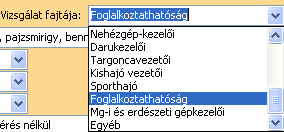 Vizsgálat fajtája: Foglalkoztathatóság
, pajzsmirigy,
Nehézgép-kezelői
Darukezelői
Targoncavezetői
Kishajó vezetői
Sporthajó
Foglalkoztathatóság
Mg-i és erdészeti gépkezelői
Egyéb
érés nélkül